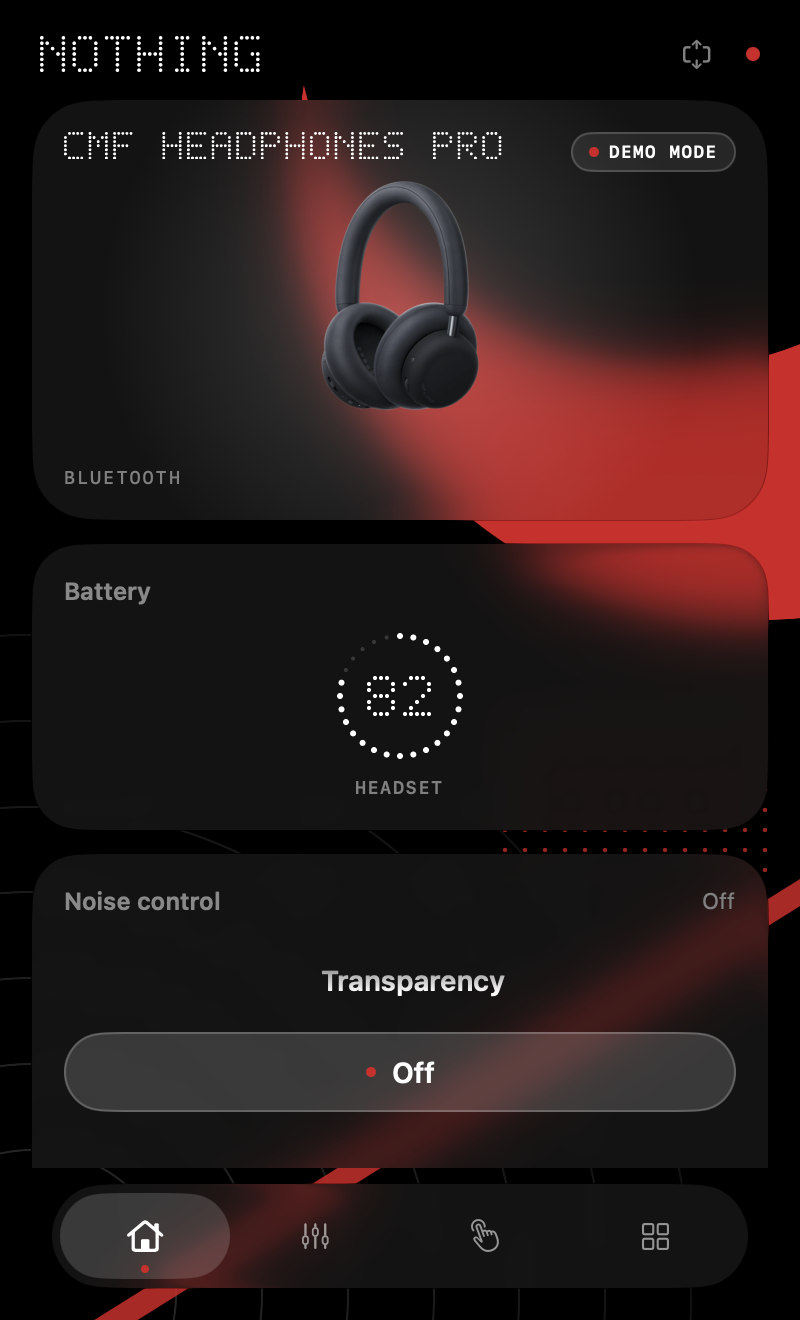 NOTHING
CMF HEADPHONES PRO
DEMO MODE
BLUETOOTH
Battery
82
HEADSET
Noise control
Off
Transparency
Off